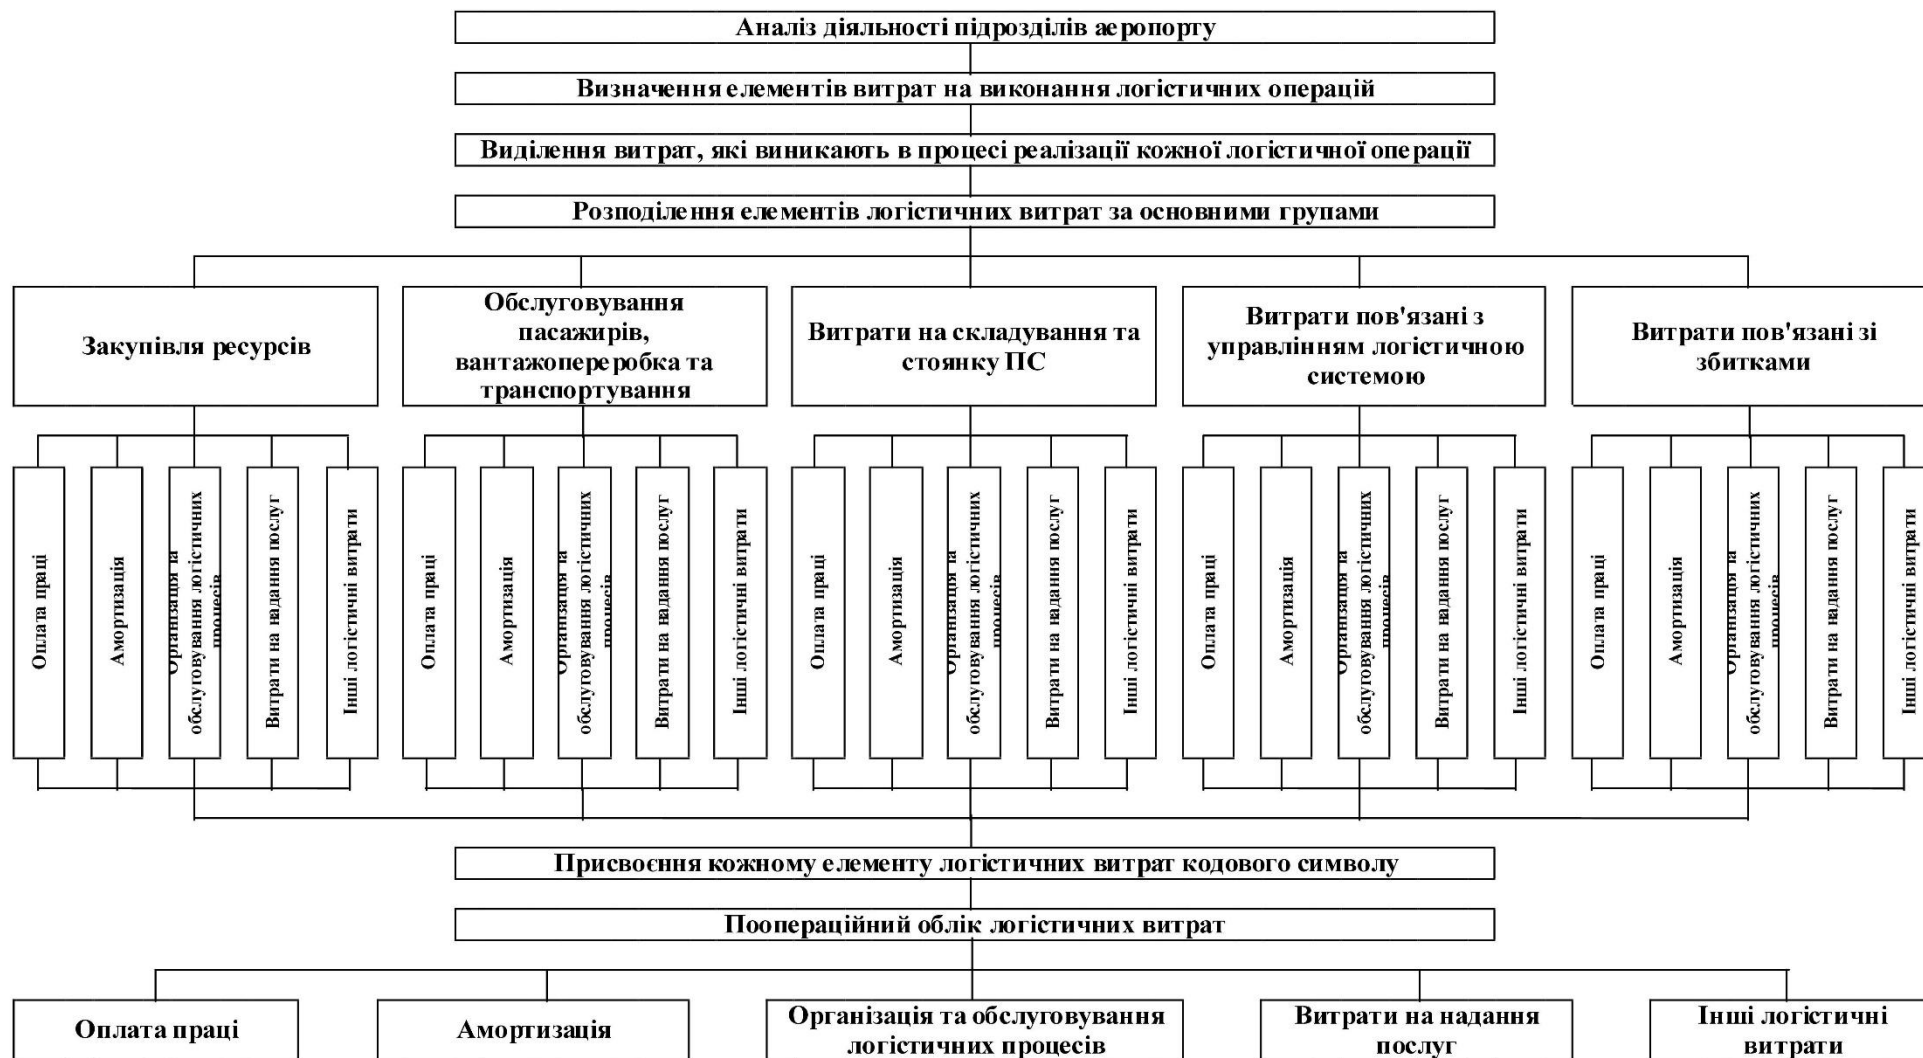 Аналіз діяльності підрозділів аеропорту
Визначення елементів витрат на виконання логістичних операцій
Виділення витрат, які виникають в процесі реалізації кожної логістичної операції
Розподілення елементів логістичних витрат за основними групами
Закупівля ресурсів
Обслуговування
пасажирів,
вантажопереробка та
транспортування
Витрати на складування та
стоянку ПС
Витрати пов'язані з
управлінням логістичною
системою
Витрати пов'язані зі
збитками
Оплата праці
Амортизація
Організація та
обслуговування логістичних
процесів
Витрати на надання послуг
Інші логістичні витрати
Оплата праці
Амортизація
Організація та
обслуговування логістичних
процесів
Витрати на надання послуг
Інші логістичні витрати
Оплата праці
Амортизація
Організація та
обслуговування логістичних
процесів
Витрати на надання послуг
Інші логістичні витрати
Оплата праці
Амортизація
Організація та
обслуговування логістичних
процесів
Витрати на надання послуг
Інші логістичні витрати
Оплата праці
Амортизація
Організація та
обслуговування логістичних
процесів
Витрати на надання послуг
Інші логістичні витрати
Присвоєння кожному елементу логістичних витрат кодового символу
Поопераційний облік логістичних витрат
Оплата праці
Амортизація
Організація та обслуговування
логістичних процесів
Витрати на надання
послуг
Інші логістичні
витрати